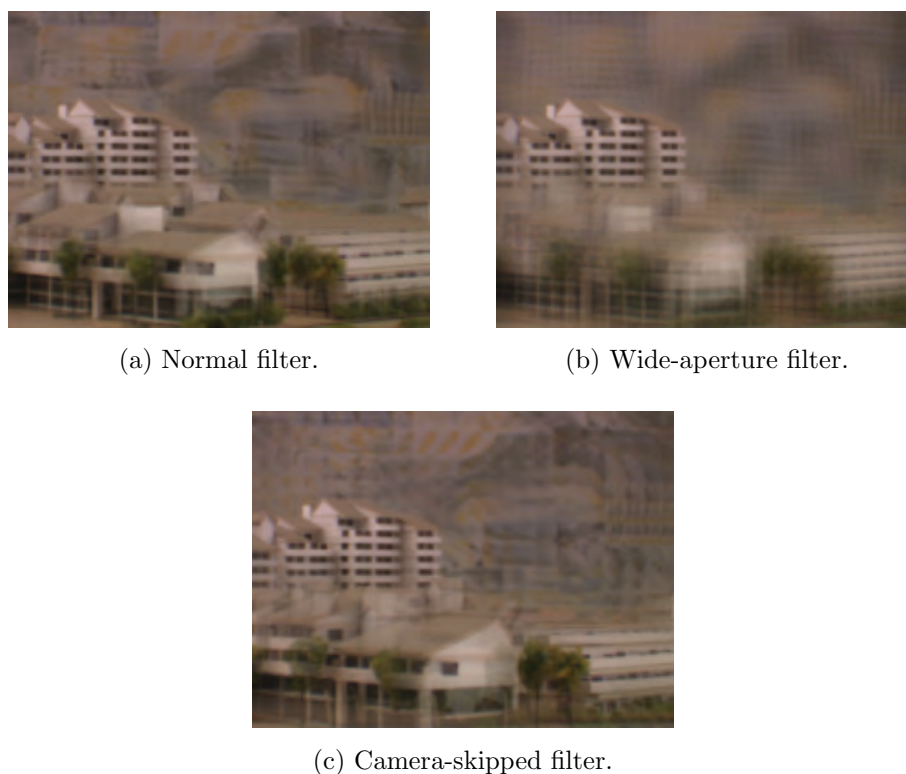 (a) Normal filter.
(b) Wide-aperture filter.
(c) Camera-skipped filter.